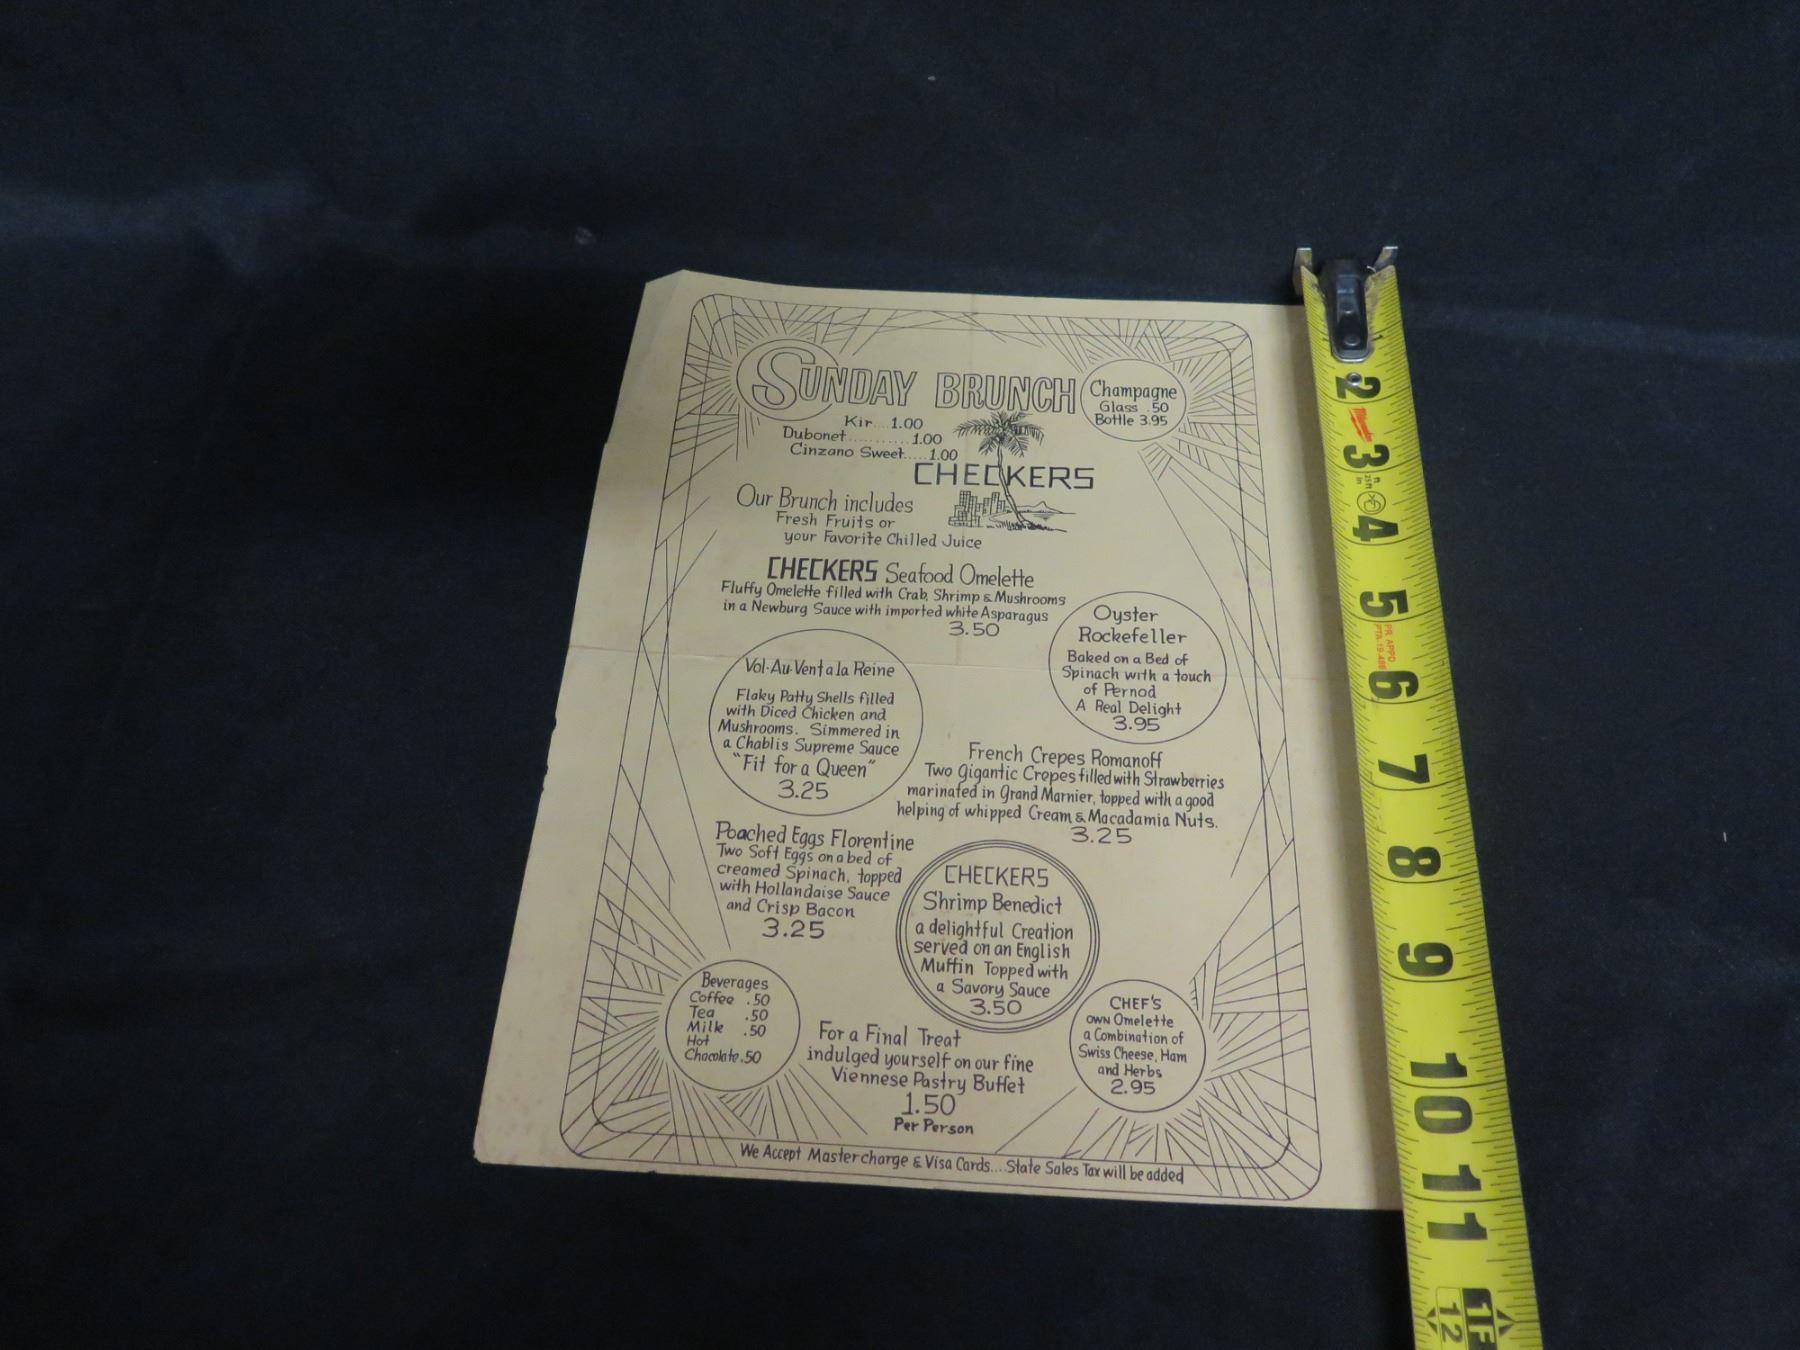 SUNDAY BRUNCH
Champagne
Glass .50
Bottle 3.95
Kir....1.00
Dubonet...........1.00
Cinzano Sweet.....1.00
CHECKERS
Our Brunch includes
Fresh Fruits or
your Favorite Chilled Juice
CHECKERS Seafood Omelette
Fluffy Omelette filled with Crab, Shrimp & Mushrooms
in a Newburg Sauce with imported white Asparagus
3.50
Oyster
Rockefeller
Baked on a Bed of
Spinach with a touch
of Pernod
A Real Delight
3.95
Vol-Au-Vent a la Reine
Flaky Patty Shells filled
with Diced Chicken and
Mushrooms. Simmered in
a Chablis Supreme Sauce
"Fit for a Queen"
3.25
French Crepes Romanoff
Two Gigantic Crepes filled with Strawberries
marinated in Grand Marnier, topped with a good
helping of whipped Cream & Macadamia Nuts.
3.25
Poached Eggs Florentine
Two Soft Eggs on a bed of
creamed Spinach, topped
with Hollandaise Sauce
and Crisp Bacon
3.25
CHECKERS
Shrimp Benedict
a delightful Creation
served on an English
Muffin Topped with
a Savory Sauce
3.50
Beverages
Coffee .50
Tea .50
Milk .50
Hot
Chocolate .50
For a Final Treat
indulged yourself on our fine
Viennese Pastry Buffet
1.50
Per Person
CHEF'S
OWN Omelette
a Combination of
Swiss Cheese, Ham
and Herbs
2.95
We Accept Mastercharge & Visa Cards....State Sales Tax will be added
1
2
Milwaukee
3
in
ft
4
5
PR APPD
6
7
8
9
10
11
1F
12